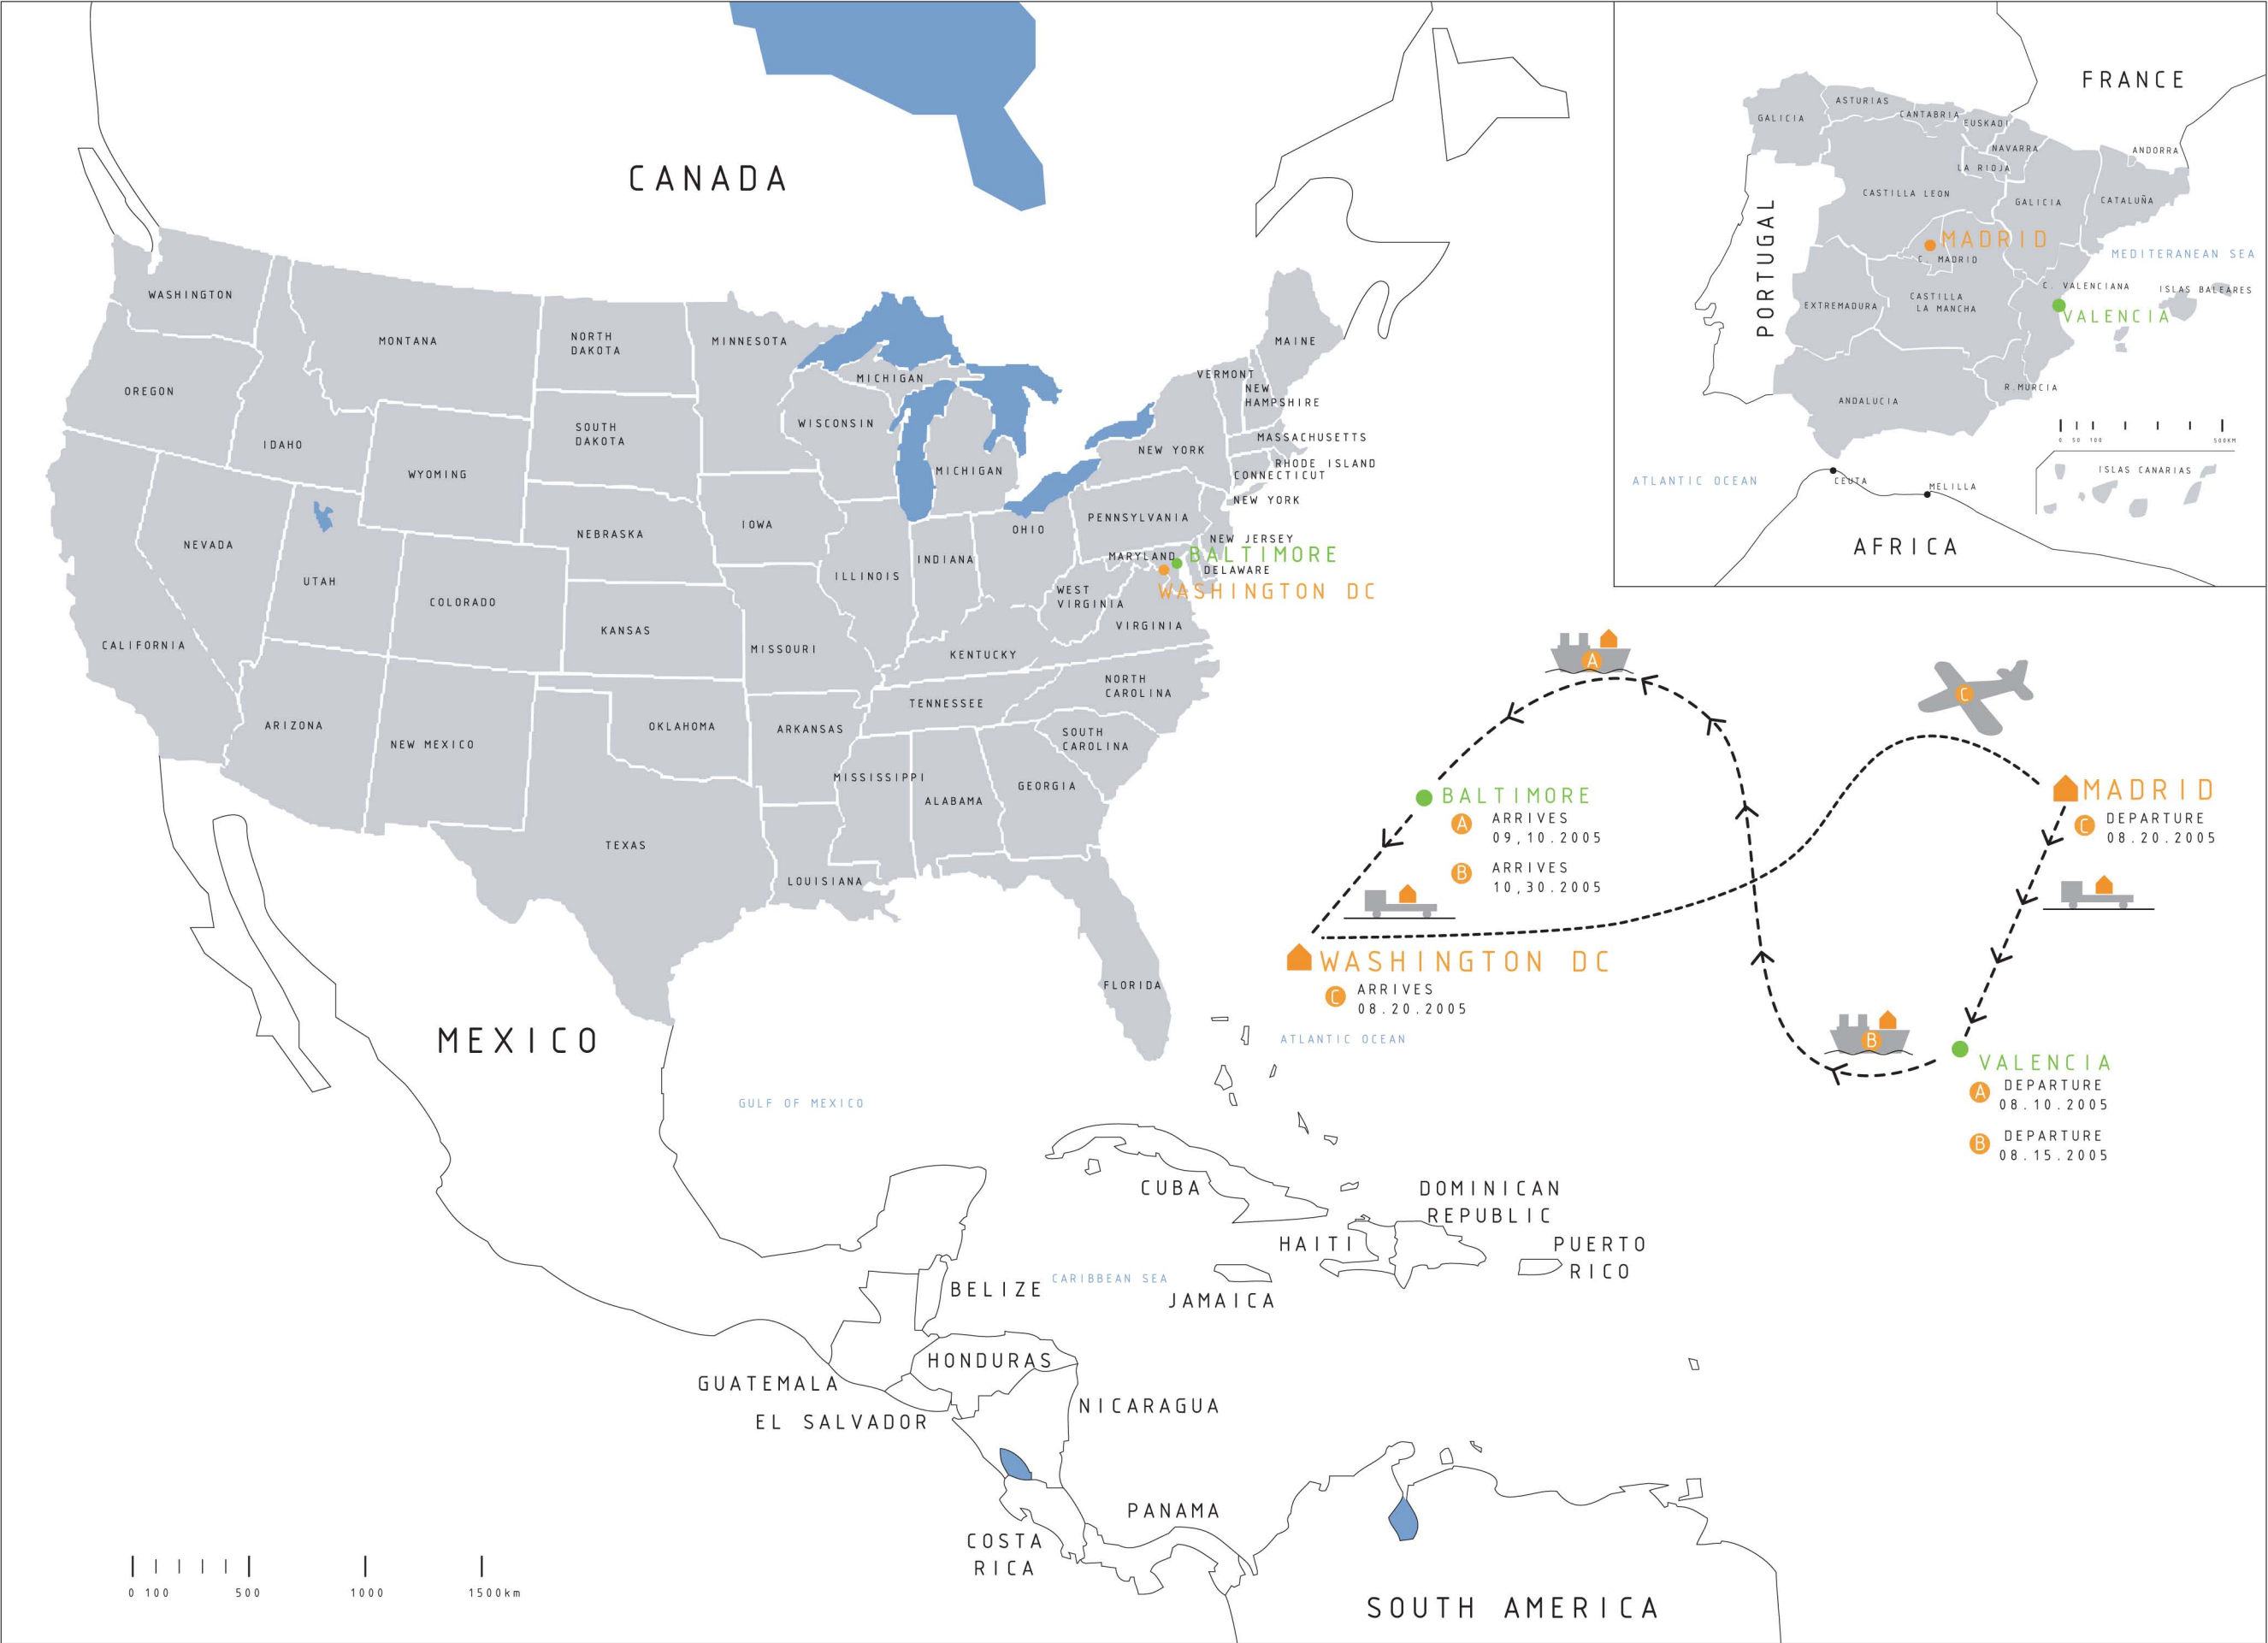 CANADA
WASHINGTON
OREGON
CALIFORNIA
NEVADA
IDAHO
MONTANA
WYOMING
UTAH
COLORADO
ARIZONA
NEW MEXICO
NORTH
DAKOTA
SOUTH
DAKOTA
NEBRASKA
KANSAS
OKLAHOMA
TEXAS
MINNESOTA
IOWA
MISSOURI
ARKANSAS
LOUISIANA
WISCONSIN
MICHIGAN
MICHIGAN
ILLINOIS
INDIANA
OHIO
KENTUCKY
TENNESSEE
MISSISSIPPI
ALABAMA
GEORGIA
FLORIDA
SOUTH
CAROLINA
NORTH
CAROLINA
VIRGINIA
WEST
VIRGINIA
MARYLAND
BALTIMORE
DELAWARE
WASHINGTON DC
NEW JERSEY
PENNSYLVANIA
NEW YORK
NEW YORK
CONNECTICUT
RHODE ISLAND
MASSACHUSETTS
VERMONT
NEW
HAMPSHIRE
MAINE
MEXICO
GULF OF MEXICO
ATLANTIC OCEAN
CUBA
HAITI
DOMINICAN
REPUBLIC
PUERTO
RICO
JAMAICA
CARIBBEAN SEA
BELIZE
HONDURAS
GUATEMALA
EL SALVADOR
NICARAGUA
COSTA
RICA
PANAMA
SOUTH AMERICA
0 100 500 1000 1500km
FRANCE
ASTURIAS
CANTABRIA
EUSKADI
GALICIA
NAVARRA
ANDORRA
LA RIOJA
CASTILLA LEON
GALICIA
CATALUÑA
PORTUGAL
MADRID
C. MADRID
MEDITERANEAN SEA
C. VALENCIANA
ISLAS BALEARES
EXTREMADURA
CASTILLA
LA MANCHA
VALENCIA
R.MURCIA
ANDALUCIA
0 50 100 500KM
ISLAS CANARIAS
ATLANTIC OCEAN
CEUTA
MELILLA
AFRICA
A
C
BALTIMORE
A ARRIVES
09,10.2005
B ARRIVES
10,30.2005
MADRID
C DEPARTURE
08.20.2005
WASHINGTON DC
C ARRIVES
08.20.2005
B
VALENCIA
A DEPARTURE
08.10.2005
B DEPARTURE
08.15.2005